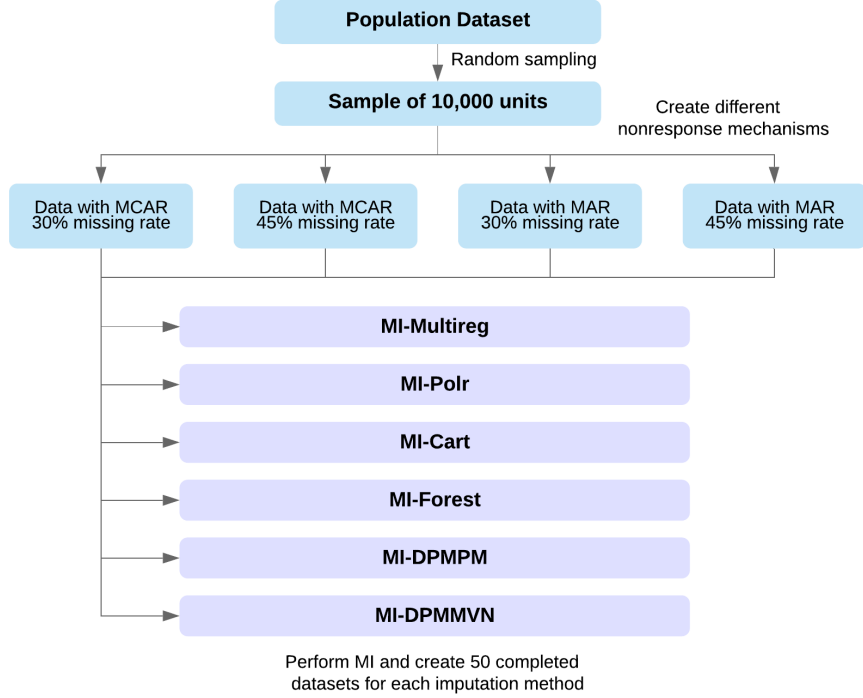 Population Dataset
Random sampling
Sample of 10,000 units
Create different
nonresponse mechanisms
Data with MCAR
30% missing rate
Data with MCAR
45% missing rate
Data with MAR
30% missing rate
Data with MAR
45% missing rate
MI-Multireg
MI-Polr
MI-Cart
MI-Forest
MI-DPMPM
MI-DPMMVN
Perform MI and create 50 completed
datasets for each imputation method